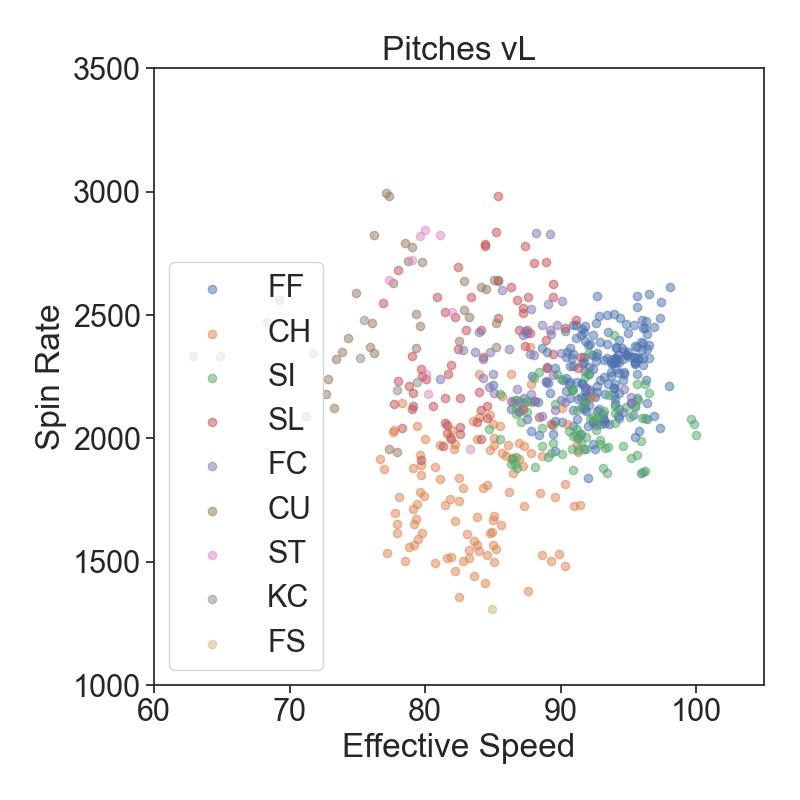 Pitches vL
3500
3000
2500
2000
1500
1000
Spin Rate
FF
CH
SI
SL
FC
CU
ST
KC
FS
60 70 80 90 100
Effective Speed